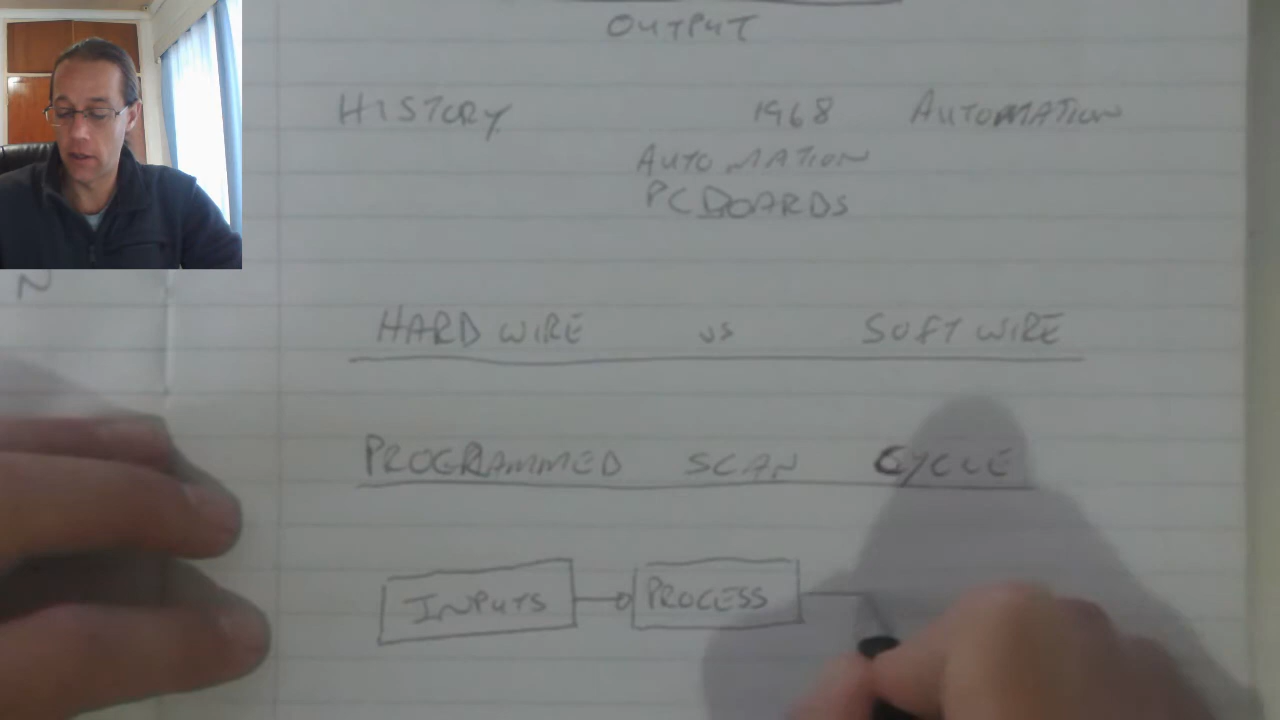 OUTPUT
HISTORY 1968 AUTOMATION
AUTOMATION
PC BOARDS
N
HARD WIRE vs SOFT WIRE
PROGRAMMED SCAN CYCLE
INPUTS PROCESS